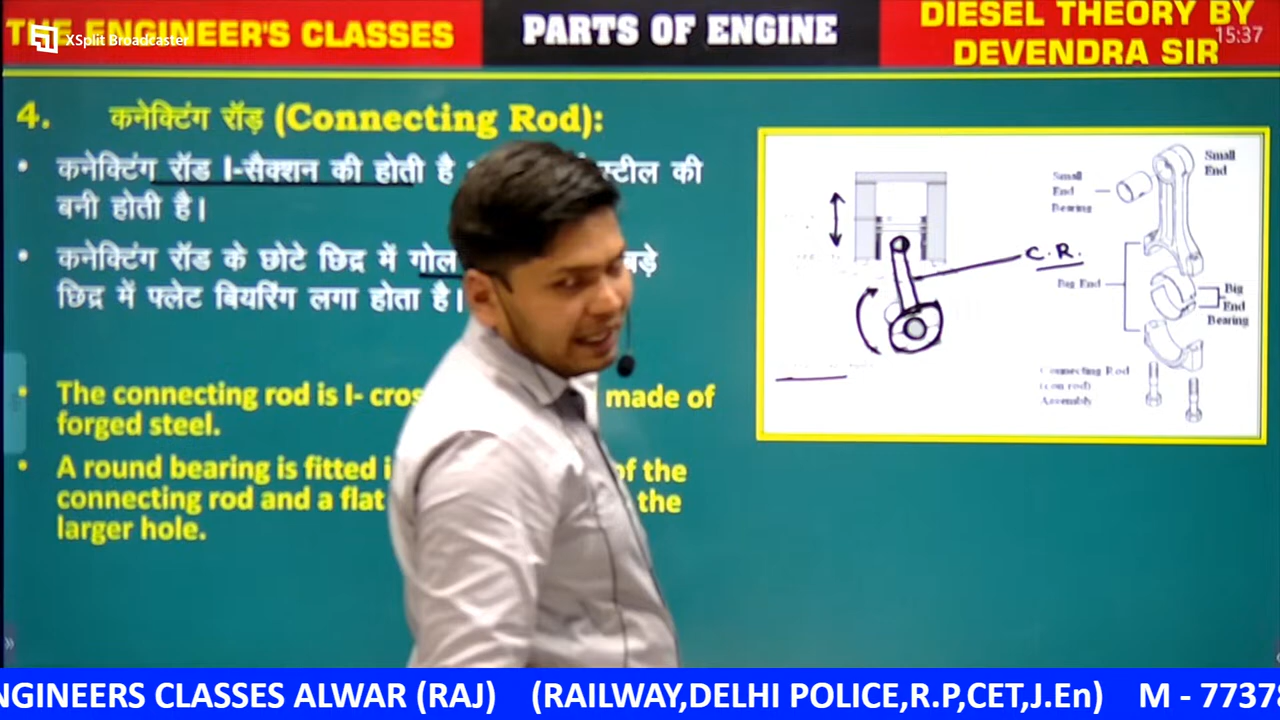 THE ENGINEER'S CLASSES
XSplit Broadcaster
PARTS OF ENGINE
DIESEL THEORY BY
DEVENDRA SIR
15:37
4. कनेक्टिंग रॉड़ (Connecting Rod):
• कनेक्टिंग रॉड I-सैक्शन की होती है स्टील की
बनी होती है।
• कनेक्टिंग रॉड के छोटे छिद्र में गोल बड़े
छिद्र में फ्लेट बियरिंग लगा होता है।
• The connecting rod is I- made of
forged steel.
• A round bearing is fitted of the
connecting rod and a flat the
larger hole.
Small
End
Small
End
Bearing
C.R.
Big End
Big
End
Bearing
Connecting Rod
(con rod)
Assembly
NGINEERS CLASSES ALWAR (RAJ) (RAILWAY,DELHI POLICE,R.P,CET,J.En) M - 7737